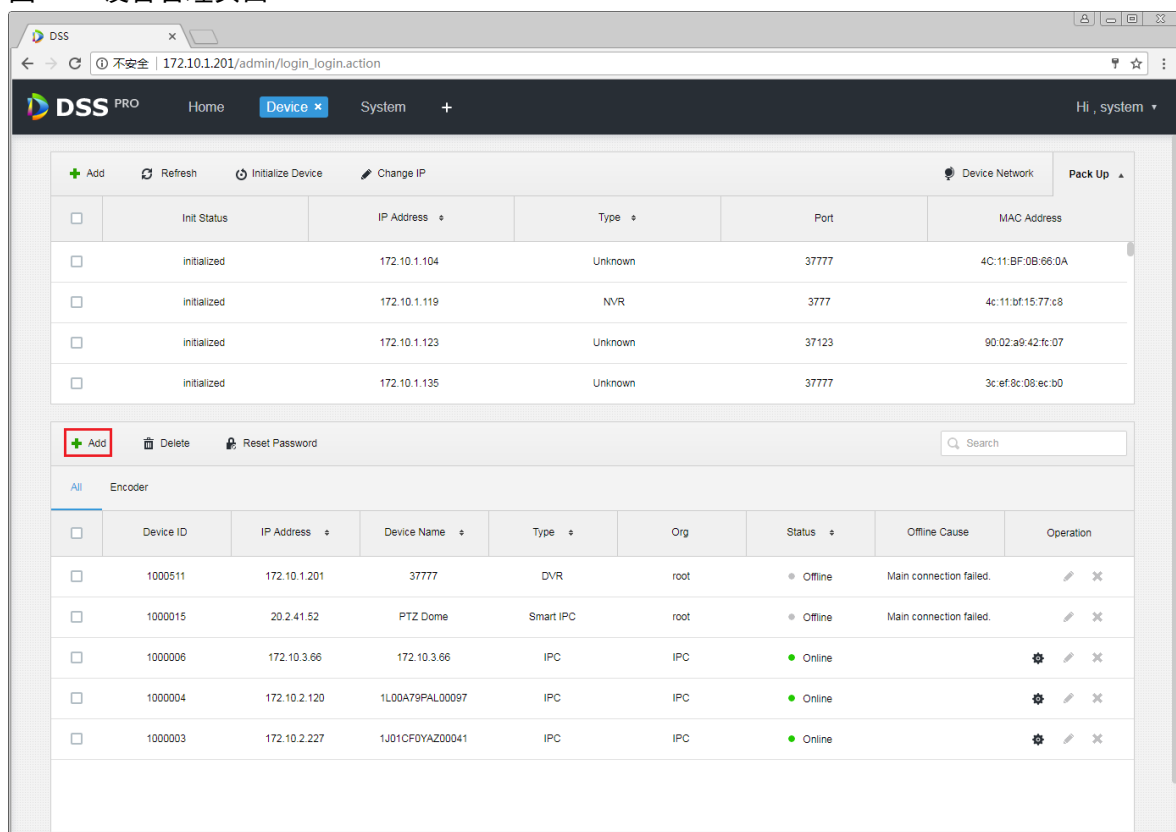 DSS
不安全 | 172.10.1.201/admin/login_login.action
DSS PRO Home Device × System + Hi , system
Add Refresh Initialize Device Change IP Device Network Pack Up
Init Status IP Address Type Port MAC Address
initialized 172.10.1.104 Unknown 37777 4C:11:BF:0B:66:0A
initialized 172.10.1.119 NVR 3777 4c:11:bf:15:77:c8
initialized 172.10.1.123 Unknown 37123 90:02:a9:42:fc:07
initialized 172.10.1.135 Unknown 37777 3c:ef:8c:08:ec:b0
Add Delete Reset Password Search
All Encoder
Device ID IP Address Device Name Type Org Status Offline Cause Operation
1000511 172.10.1.201 37777 DVR root Offline Main connection failed.
1000015 20.2.41.52 PTZ Dome Smart IPC root Offline Main connection failed.
1000006 172.10.3.66 172.10.3.66 IPC IPC Online
1000004 172.10.2.120 1L00A79PAL00097 IPC IPC Online
1000003 172.10.2.227 1J01CF0YAZ00041 IPC IPC Online